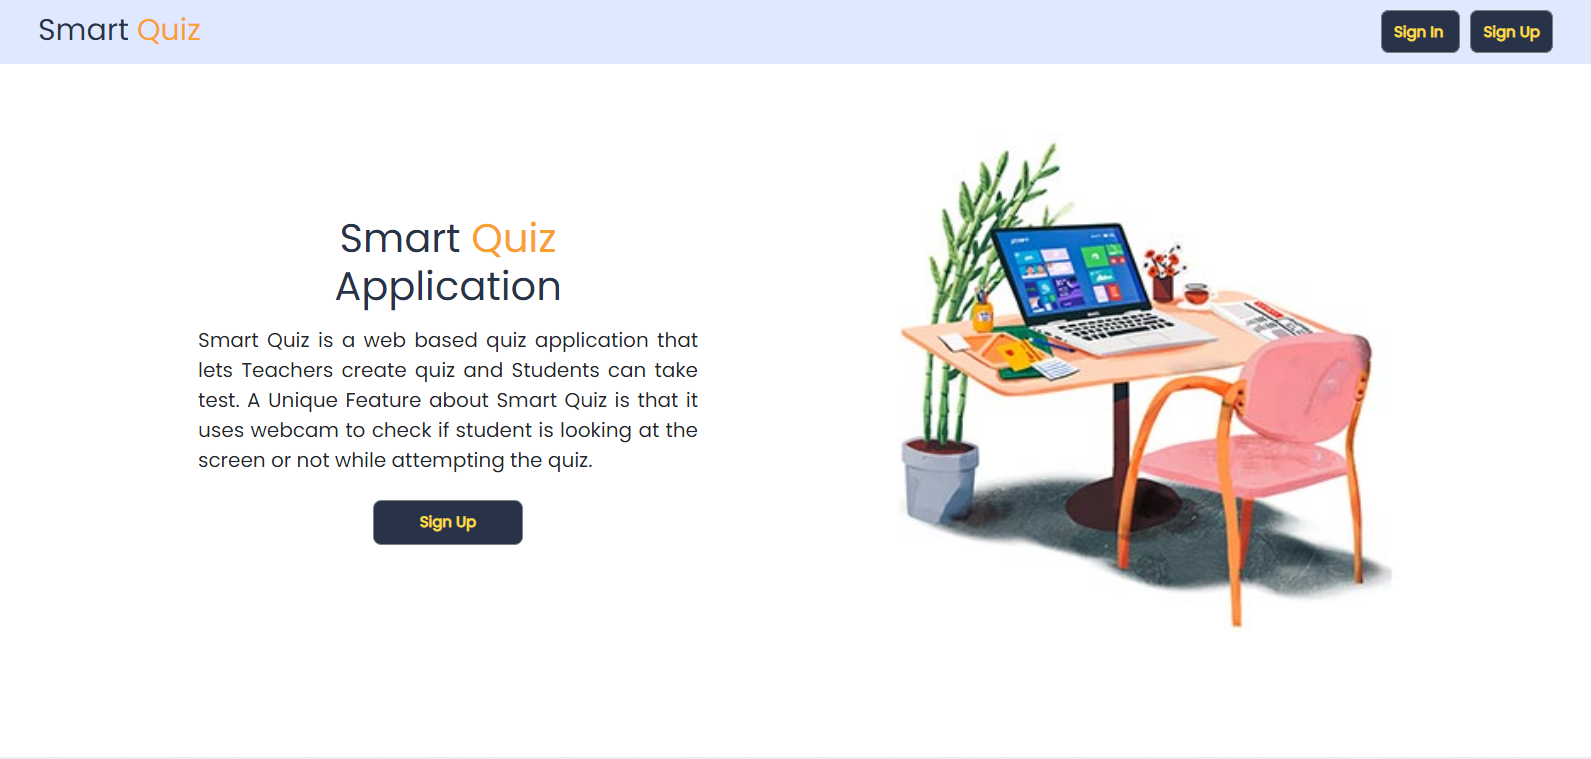 Smart Quiz
Sign In
Sign Up
Smart Quiz
Application
Smart Quiz is a web based quiz application that
lets Teachers create quiz and Students can take
test. A Unique Feature about Smart Quiz is that it
uses webcam to check if student is looking at the
screen or not while attempting the quiz.
Sign Up